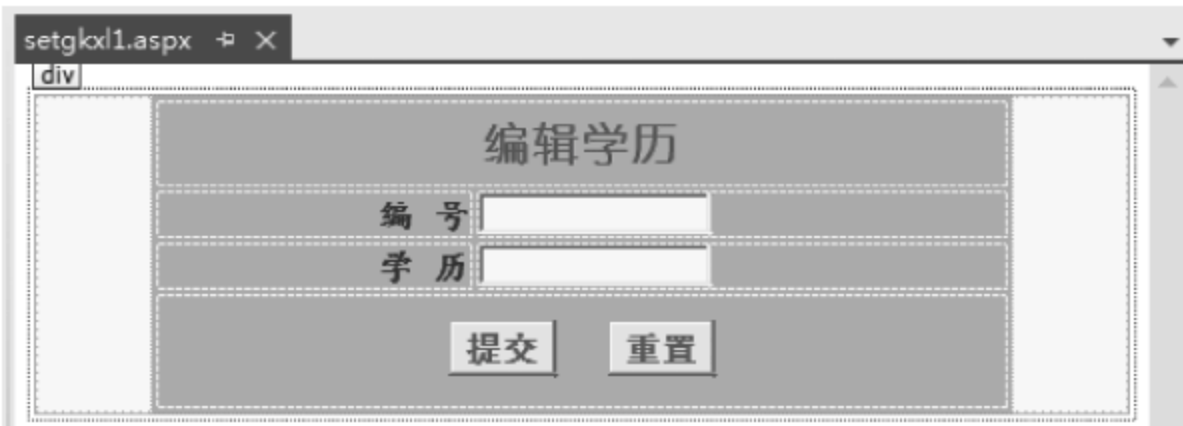 setgkxl1.aspx
div
编辑学历
编 号
学 历
提交 重置